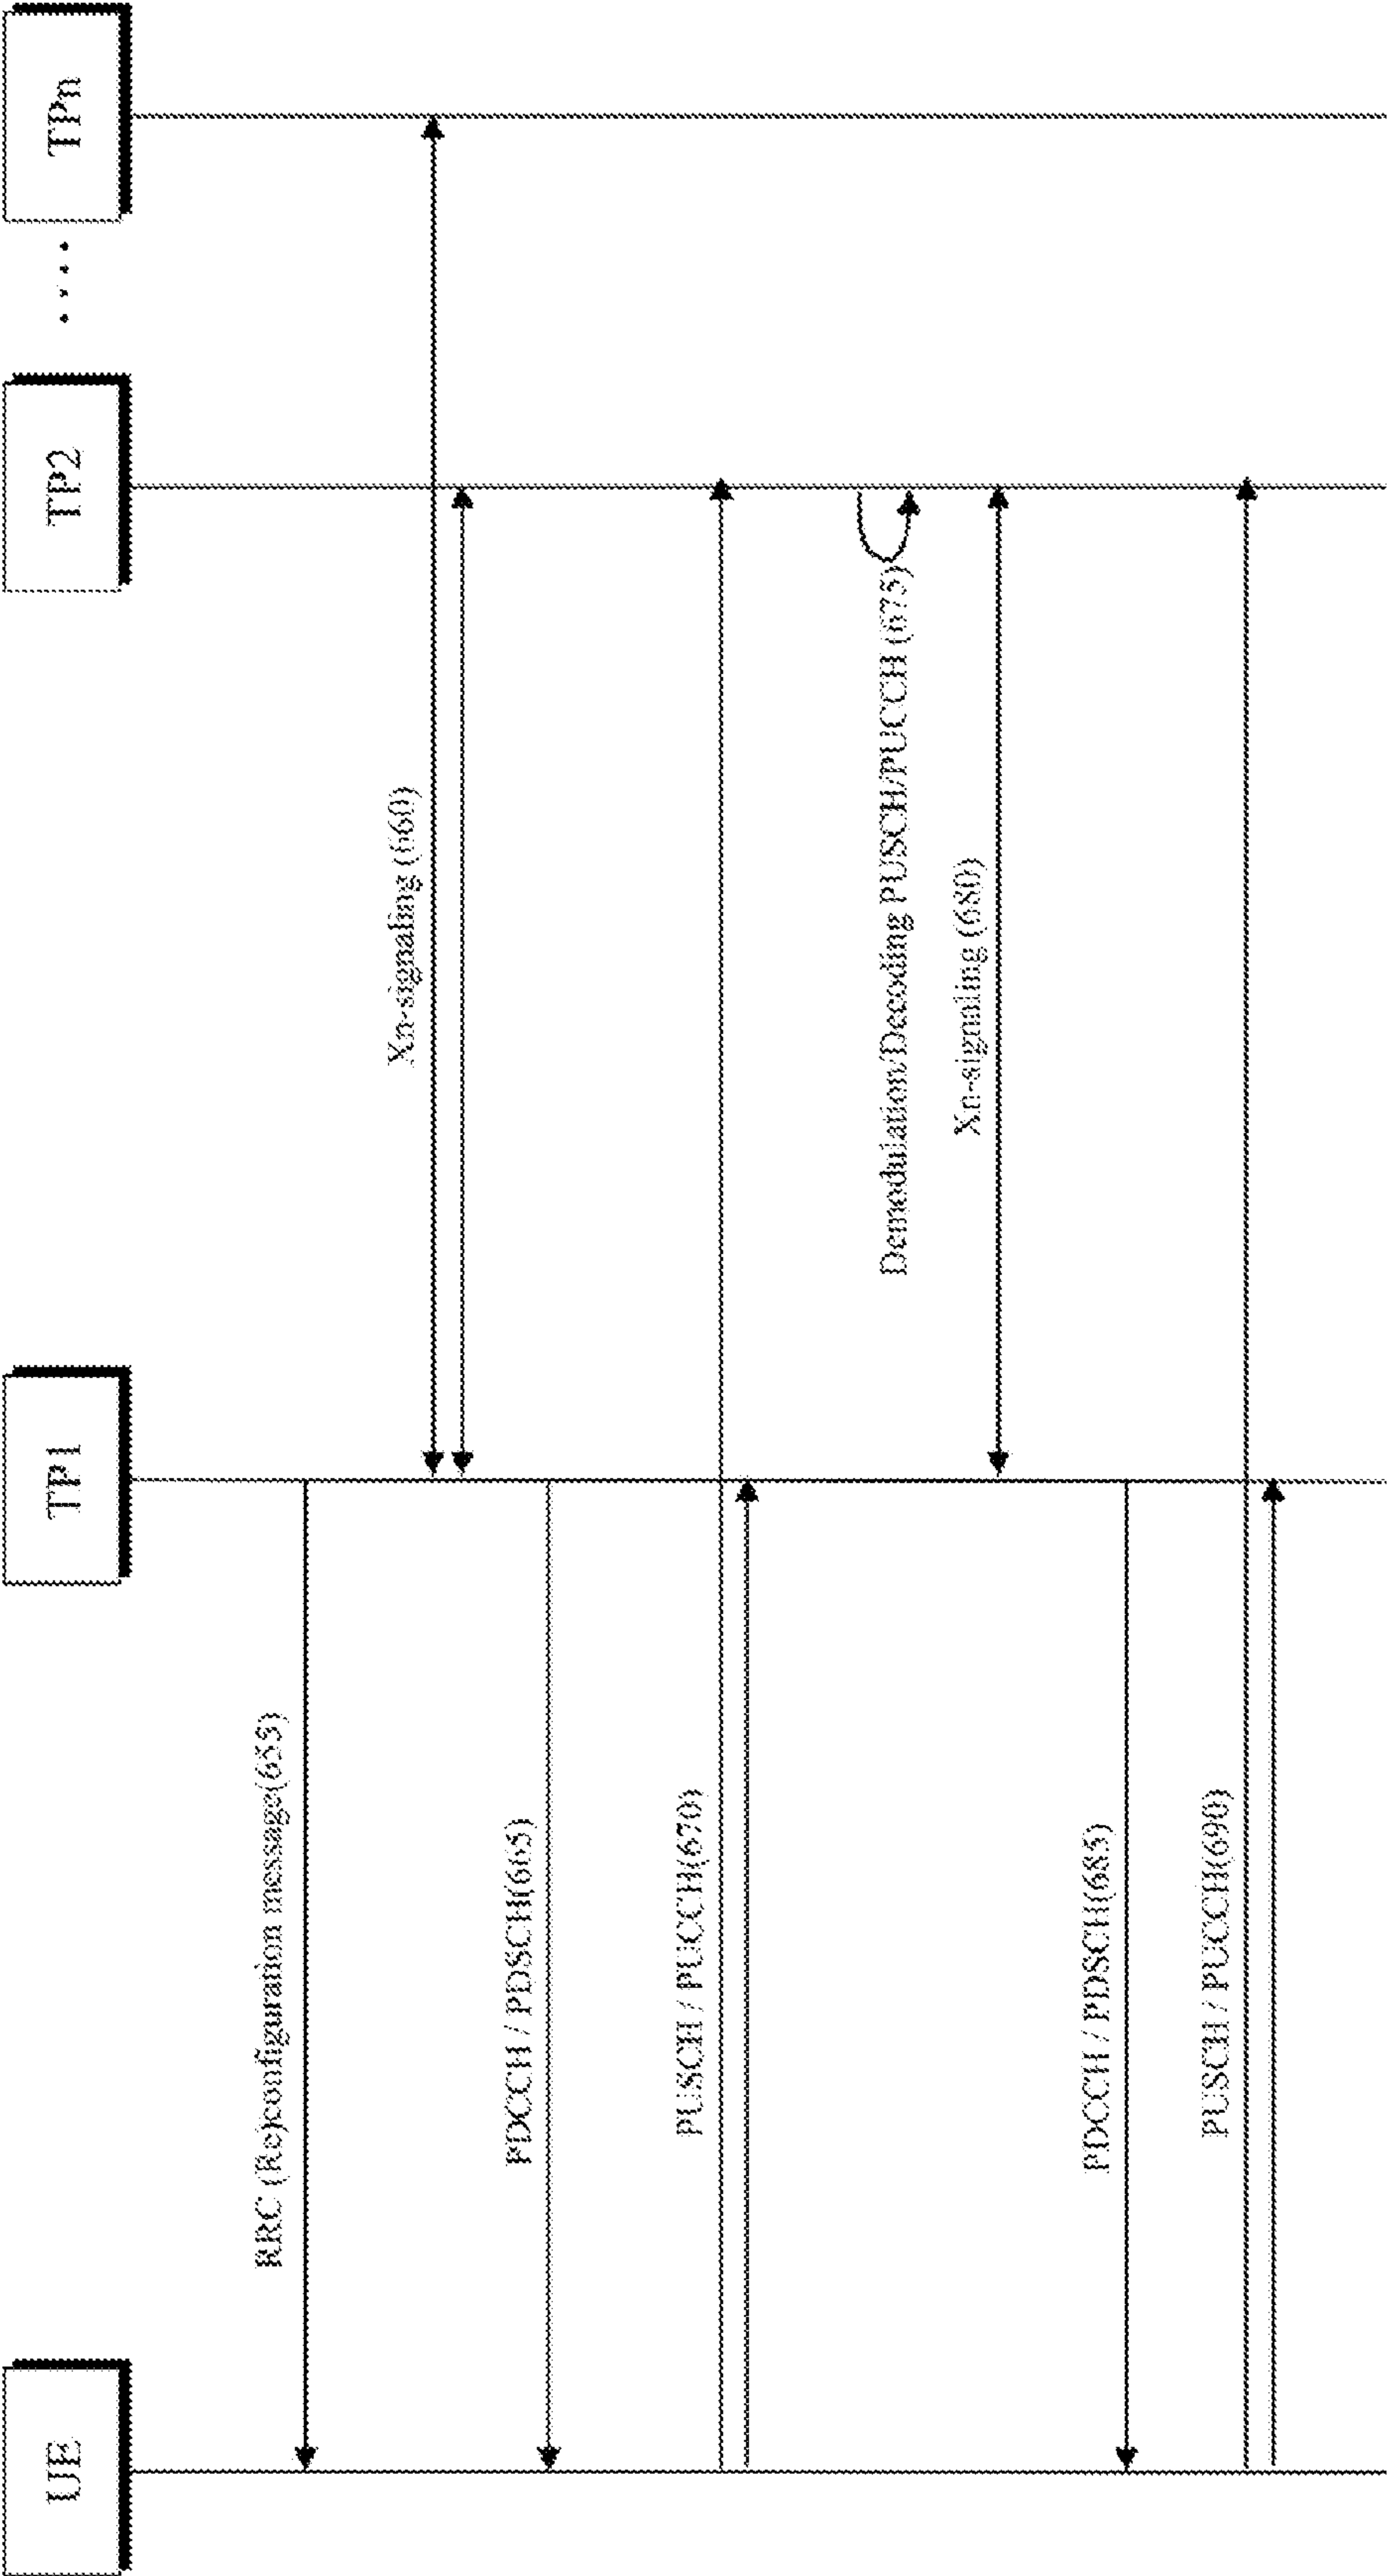 UE
TP1
TP2
....
TPn
RRC (Re)configuration message(655)
Xn-signaling (660)
PDCCH / PDSCH(665)
PUSCH / PUCCH(670)
Demodulation/Decoding PUSCH/PUCCH (675)
Xn-signaling (680)
PDCCH / PDSCH(685)
PUSCH / PUCCH(690)